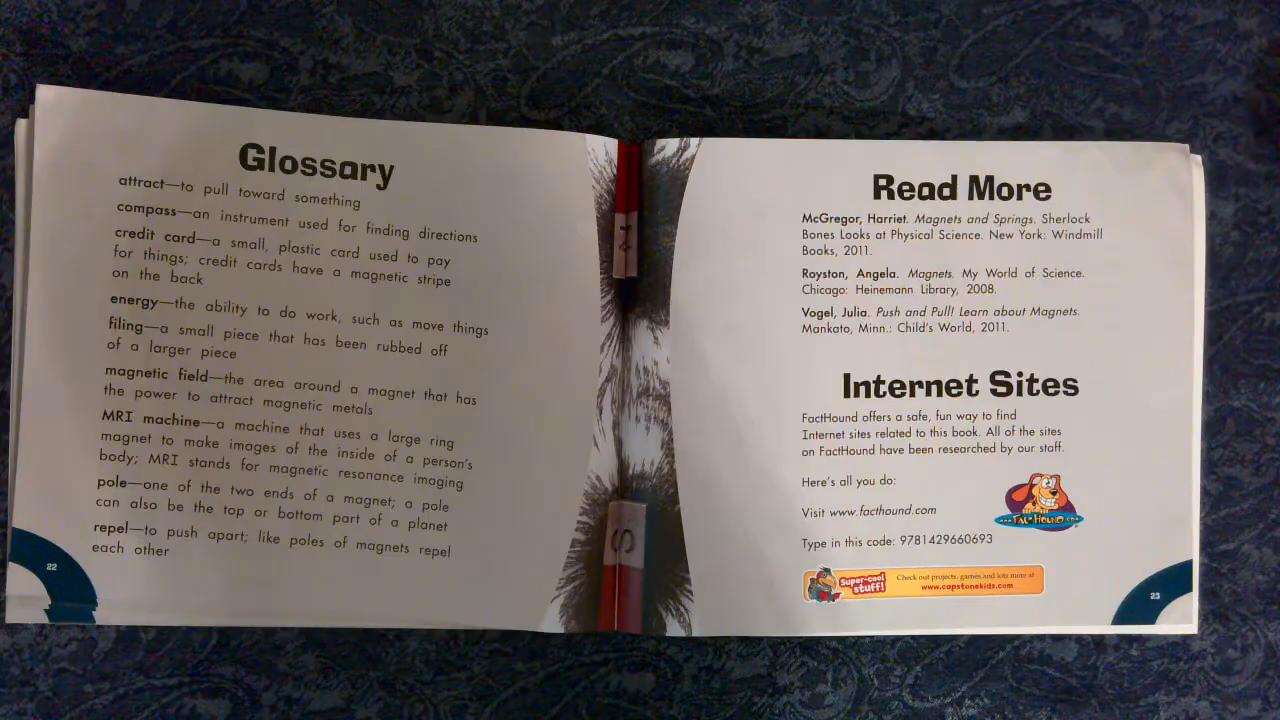 Glossary
attract—to pull toward something
compass—an instrument used for finding directions
credit card—a small, plastic card used to pay
for things; credit cards have a magnetic stripe
on the back
energy—the ability to do work, such as move things
filing—a small piece that has been rubbed off
of a larger piece
magnetic field—the area around a magnet that has
the power to attract magnetic metals
MRI machine—a machine that uses a large ring
magnet to make images of the inside of a person's
body; MRI stands for magnetic resonance imaging
pole—one of the two ends of a magnet; a pole
can also be the top or bottom part of a planet
repel—to push apart; like poles of magnets repel
each other
22
N
S
Read More
McGregor, Harriet. Magnets and Springs. Sherlock
Bones Looks at Physical Science. New York: Windmill
Books, 2011.
Royston, Angela. Magnets. My World of Science.
Chicago: Heinemann Library, 2008.
Vogel, Julia. Push and Pull! Learn about Magnets.
Mankato, Minn.: Child's World, 2011.
Internet Sites
FactHound offers a safe, fun way to find
Internet sites related to this book. All of the sites
on FactHound have been researched by our staff.
Here's all you do:
Visit www.facthound.com
WWW.FACTHOUND.COM
Type in this code: 9781429660693
Super-cool
stuff!
Check out projects, games and lots more at
www.capstonekids.com
23